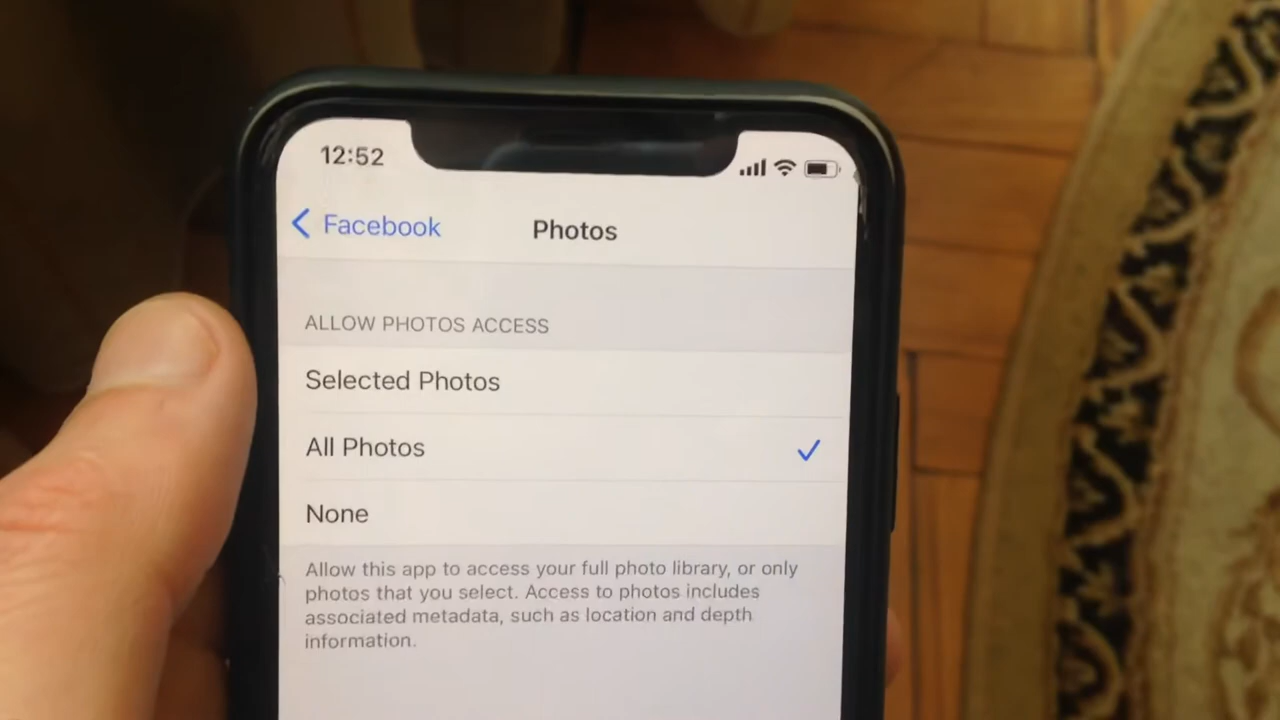 12:52
Facebook
Photos
ALLOW PHOTOS ACCESS
Selected Photos
All Photos
None
Allow this app to access your full photo library, or only
photos that you select. Access to photos includes
associated metadata, such as location and depth
information.